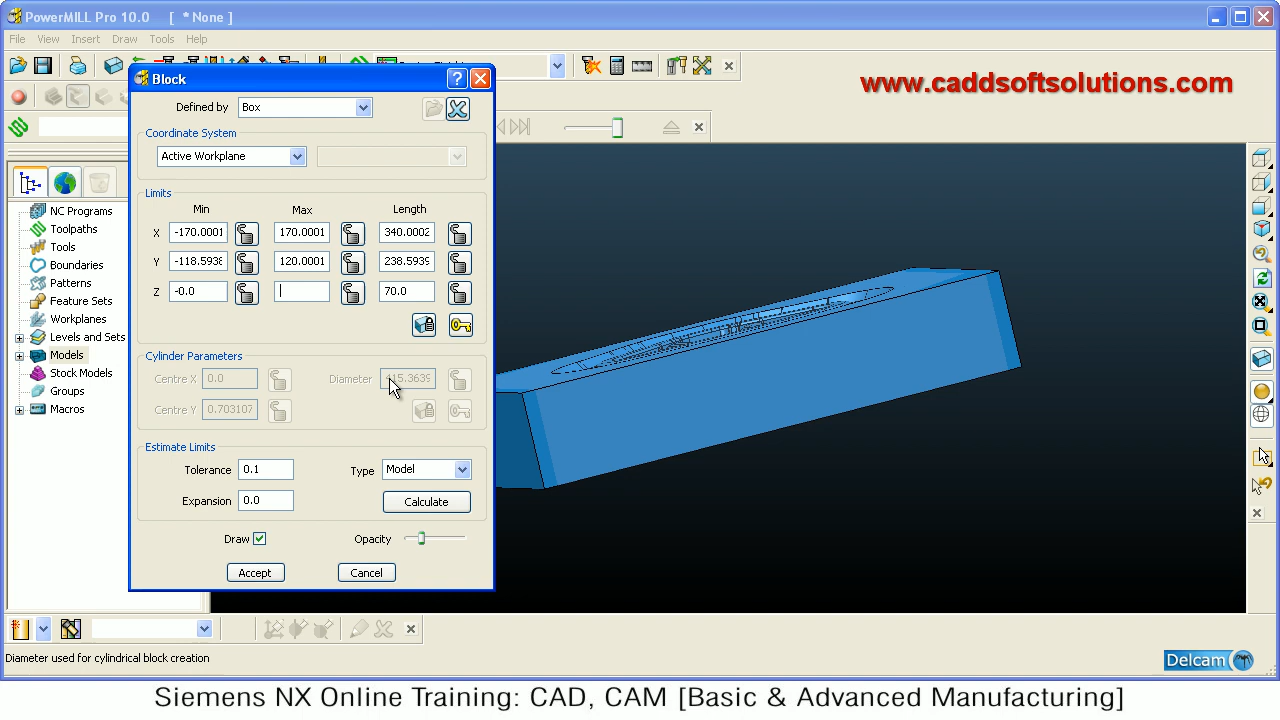 PowerMILL Pro 10.0 [ *None ]
File View Insert Draw Tools Help
www.caddsoftsolutions.com
Block
Defined by Box
Coordinate System
Active Workplane
Limits
Min Max Length
X -170.0001 170.0001 340.0002
Y -118.5938 120.0001 238.5939
Z -0.0 70.0
Cylinder Parameters
Centre X 0.0 Diameter 415.3639
Centre Y 0.703107
Estimate Limits
Tolerance 0.1 Type Model
Expansion 0.0 Calculate
Draw Opacity
Accept Cancel
NC Programs
Toolpaths
Tools
Boundaries
Patterns
Feature Sets
Workplanes
Levels and Sets
Models
Stock Models
Groups
Macros
Diameter used for cylindrical block creation
Delcam
Siemens NX Online Training: CAD, CAM [Basic & Advanced Manufacturing]